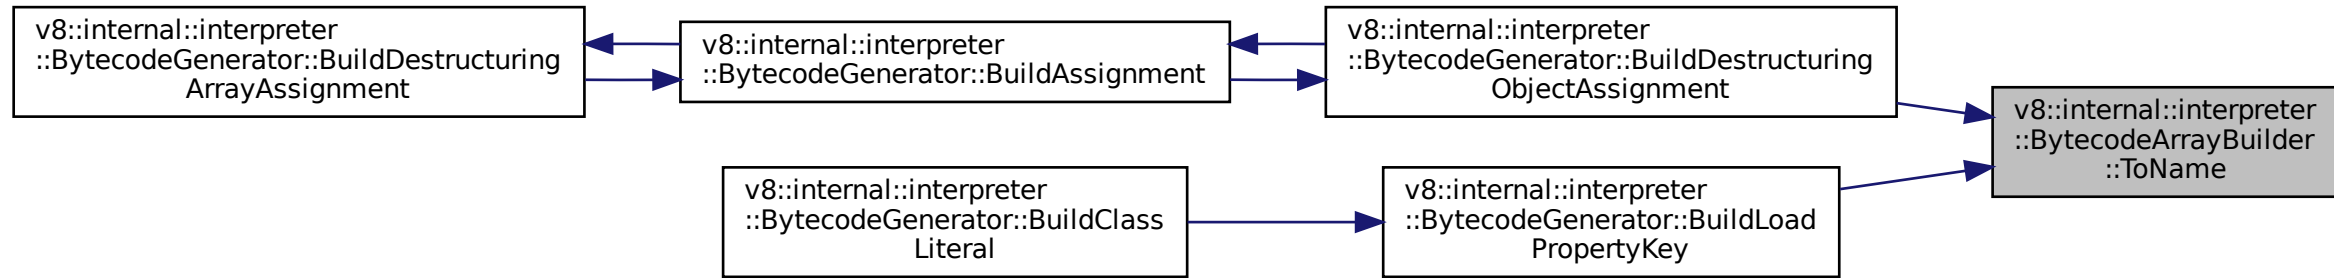 v8::internal::interpreter
::BytecodeGenerator::BuildDestructuring
ArrayAssignment
v8::internal::interpreter
::BytecodeGenerator::BuildAssignment
v8::internal::interpreter
::BytecodeGenerator::BuildDestructuring
ObjectAssignment
v8::internal::interpreter
::BytecodeArrayBuilder
::ToName
v8::internal::interpreter
::BytecodeGenerator::BuildClass
Literal
v8::internal::interpreter
::BytecodeGenerator::BuildLoad
PropertyKey